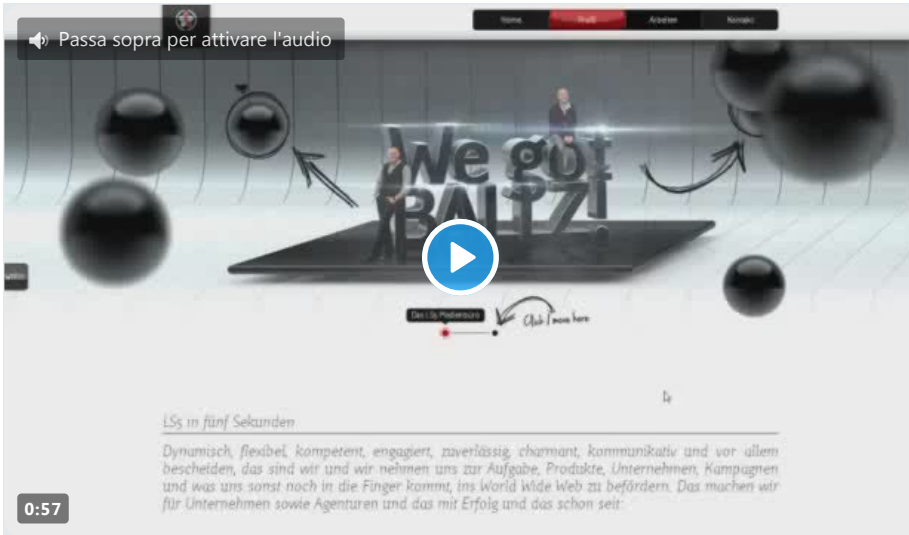 Home Profil Arbeiten Kontakt
Passa sopra per attivare l'audio
We got
BALTZ!
Das LS5 Medienbüro
Click / move here
LS5 in fünf Sekunden
Dynamisch, flexibel, kompetent, engagiert, zuverlässig, charmant, kommunikativ und vor allem
bescheiden, das sind wir und wir nehmen uns zur Aufgabe, Produkte, Unternehmen, Kampagnen
und was uns sonst noch in die Finger kommt, ins World Wide Web zu befördern. Das machen wir
für Unternehmen sowie Agenturen und das mit Erfolg und das schon seit:
0:57